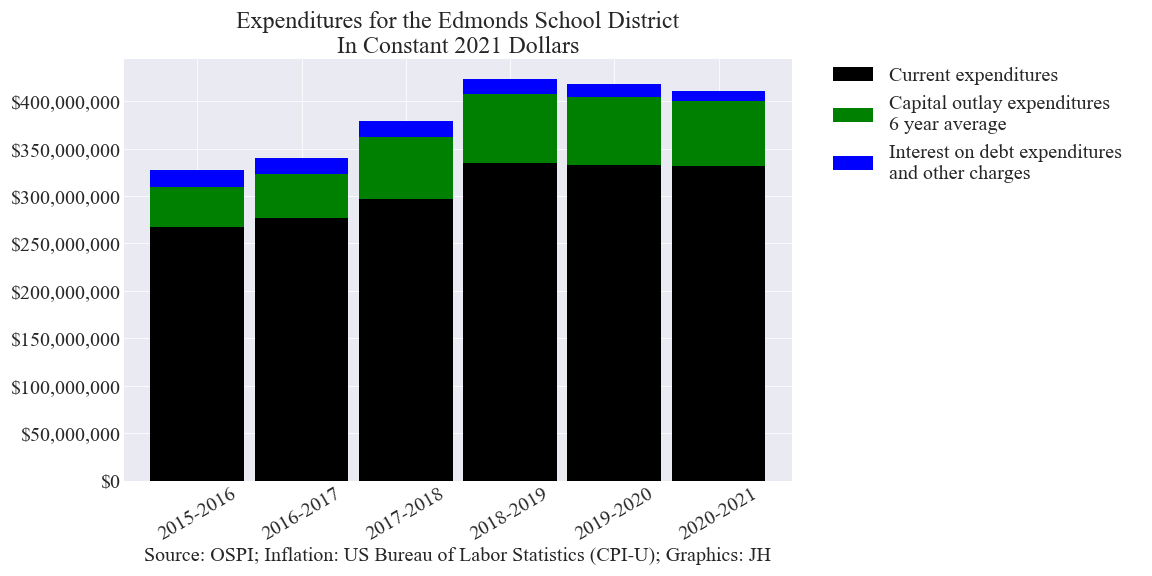 Expenditures for the Edmonds School District
In Constant 2021 Dollars
Current expenditures
Capital outlay expenditures
6 year average
Interest on debt expenditures
and other charges
$400,000,000
$350,000,000
$300,000,000
$250,000,000
$200,000,000
$150,000,000
$100,000,000
$50,000,000
$0
2015-2016
2016-2017
2017-2018
2018-2019
2019-2020
2020-2021
Source: OSPI; Inflation: US Bureau of Labor Statistics (CPI-U); Graphics: JH